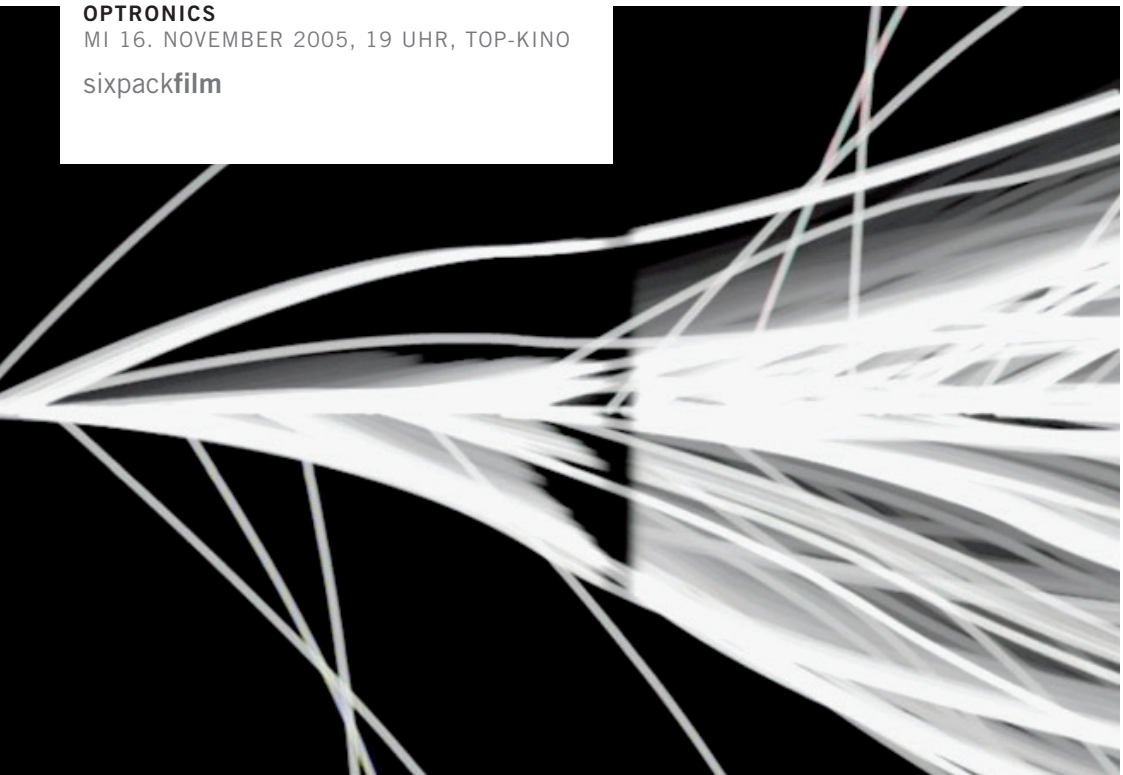 OPTRONICS
MI 16. NOVEMBER 2005, 19 UHR, TOP-KINO
sixpackfilm